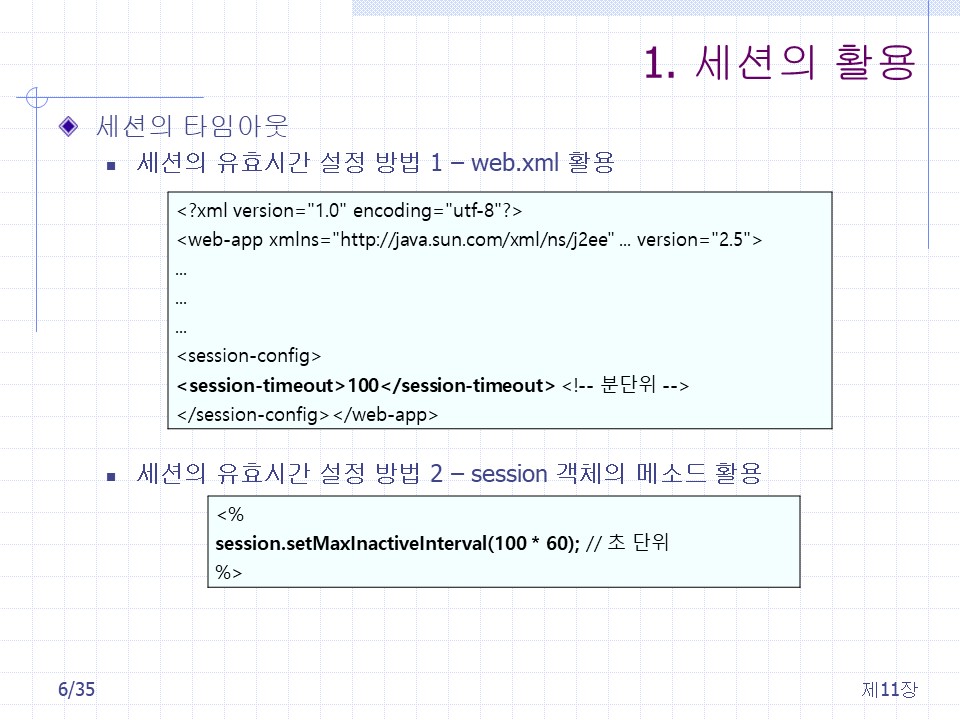 1. 세션의 활용
세션의 타임아웃
세션의 유효시간 설정 방법 1 – web.xml 활용
<?xml version="1.0" encoding="utf-8"?>
<web-app xmlns="http://java.sun.com/xml/ns/j2ee" ... version="2.5">
...
...
...
<session-config>
<session-timeout>100</session-timeout> <!-- 분단위 -->
</session-config></web-app>
세션의 유효시간 설정 방법 2 – session 객체의 메소드 활용
<%
session.setMaxInactiveInterval(100 * 60); // 초 단위
%>
6/35
제11장